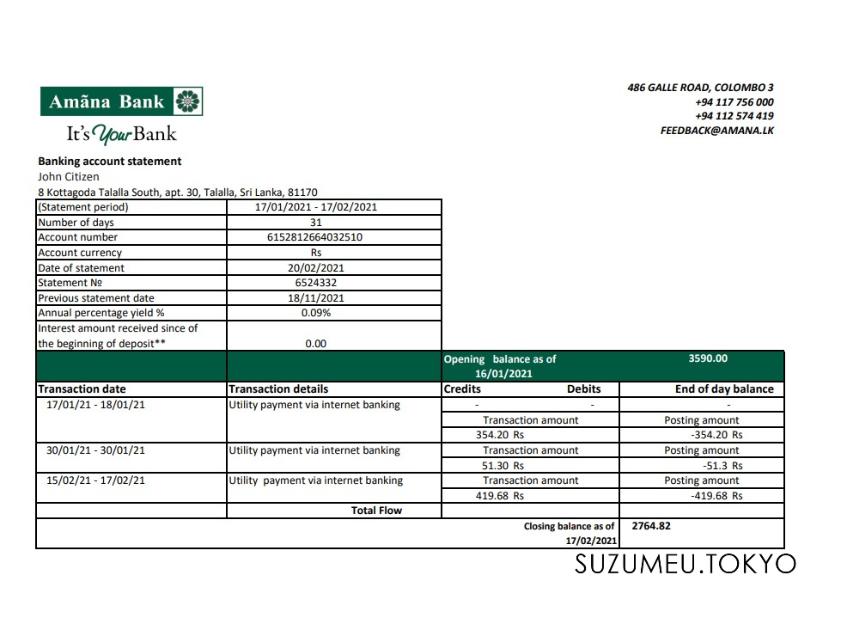 Amãna Bank
It's Your Bank
486 GALLE ROAD, COLOMBO 3
+94 117 756 000
+94 112 574 419
FEEDBACK@AMANA.LK
Banking account statement
John Citizen
8 Kottagoda Talalla South, apt. 30, Talalla, Sri Lanka, 81170
(Statement period) 17/01/2021 - 17/02/2021
Number of days 31
Account number 6152812664032510
Account currency Rs
Date of statement 20/02/2021
Statement № 6524332
Previous statement date 18/11/2021
Annual percentage yield % 0.09%
Interest amount received since of
the beginning of deposit** 0.00
Opening balance as of 3590.00
16/01/2021
Transaction date Transaction details Credits Debits End of day balance
17/01/21 - 18/01/21 Utility payment via internet banking - - -
Transaction amount Posting amount
354.20 Rs -354.20 Rs
30/01/21 - 30/01/21 Utility payment via internet banking Transaction amount Posting amount
51.30 Rs -51.3 Rs
15/02/21 - 17/02/21 Utility payment via internet banking Transaction amount Posting amount
419.68 Rs -419.68 Rs
Total Flow
Closing balance as of 2764.82
17/02/2021
SUZUMEU.TOKYO